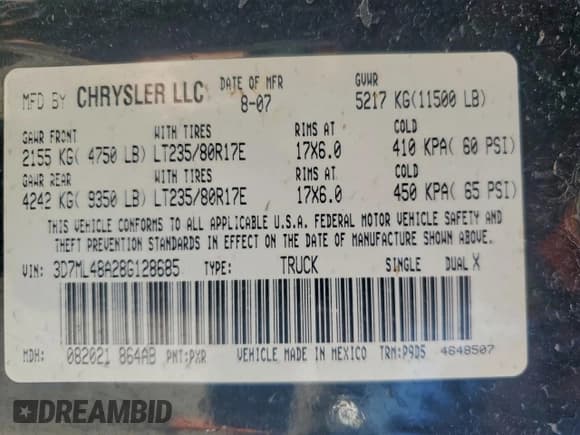 MFD BY CHRYSLER LLC DATE OF MFR 8-07 GVWR 5217 KG(11500 LB)
GAWR FRONT WITH TIRES RIMS AT COLD
2155 KG( 4750 LB) LT235/80R17E 17X6.0 410 KPA( 60 PSI)
GAWR REAR WITH TIRES RIMS AT COLD
4242 KG( 9350 LB) LT235/80R17E 17X6.0 450 KPA( 65 PSI)
THIS VEHICLE CONFORMS TO ALL APPLICABLE U.S.A. FEDERAL MOTOR VEHICLE SAFETY AND
THEFT PREVENTION STANDARDS IN EFFECT ON THE DATE OF MANUFACTURE SHOWN ABOVE.
VIN: 3D7ML48A28G128685 TYPE: TRUCK SINGLE DUAL X
MDH: 082021 864AB PNT:PXR VEHICLE MADE IN MEXICO TRM:P9D5 4648507
DREAMBID